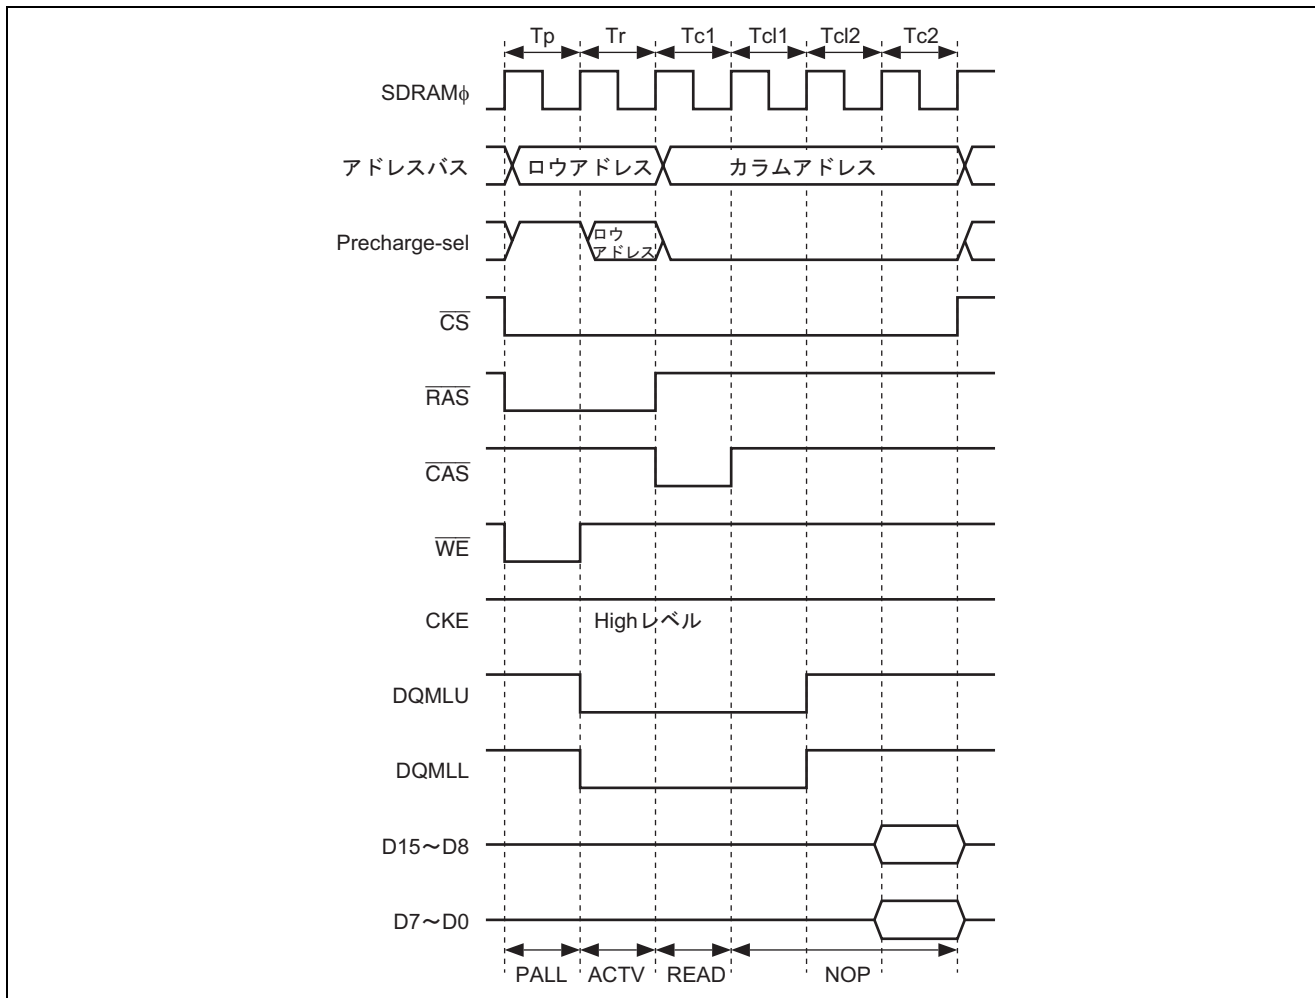 Tp Tr Tc1 Tcl1 Tcl2 Tc2
SDRAMϕ
アドレスバス ロウアドレス カラムアドレス
Precharge-sel ロウ
アドレス
CS
RAS
CAS
WE
CKE Highレベル
DQMLU
DQMLL
D15～D8
D7～D0
PALL ACTV READ NOP